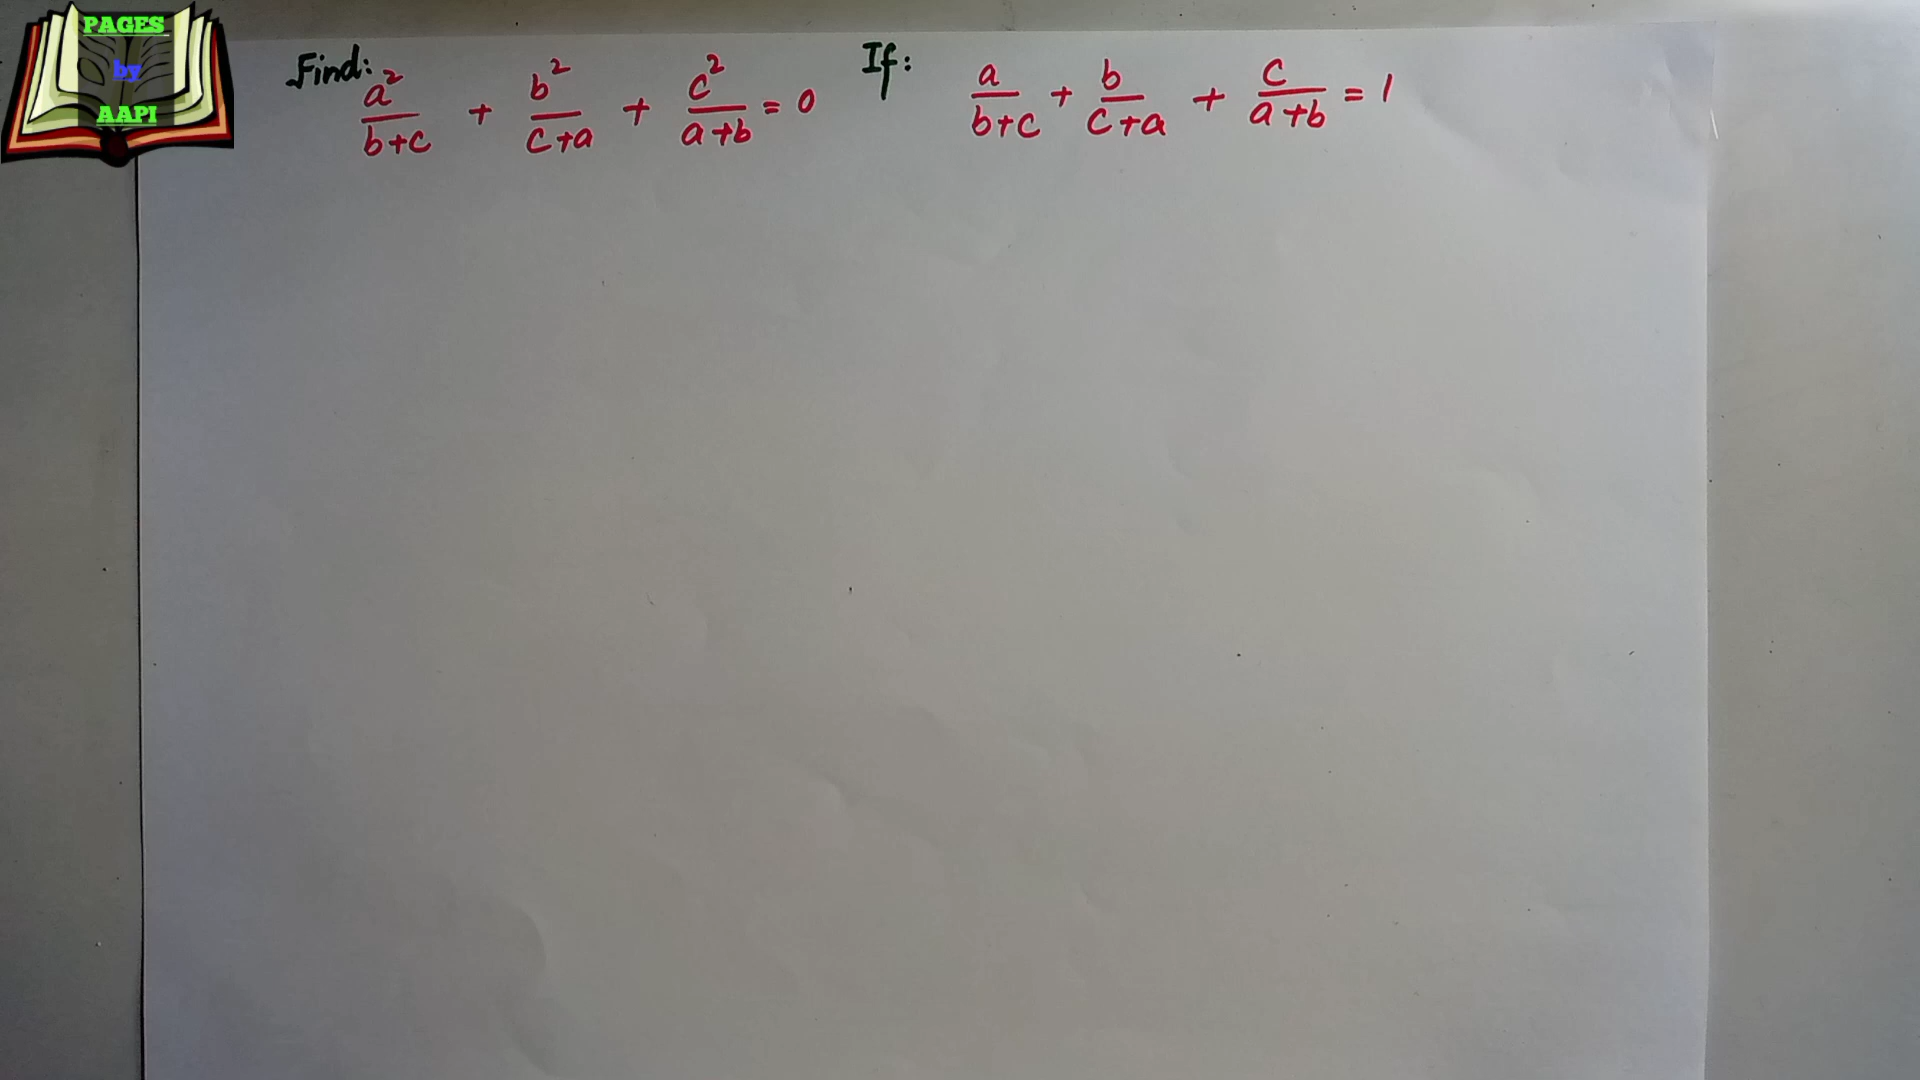 PAGES
by
AAPI
Find: a²/(b+c) + b²/(c+a) + c²/(a+b) = 0 If: a/(b+c) + b/(c+a) + c/(a+b) = 1